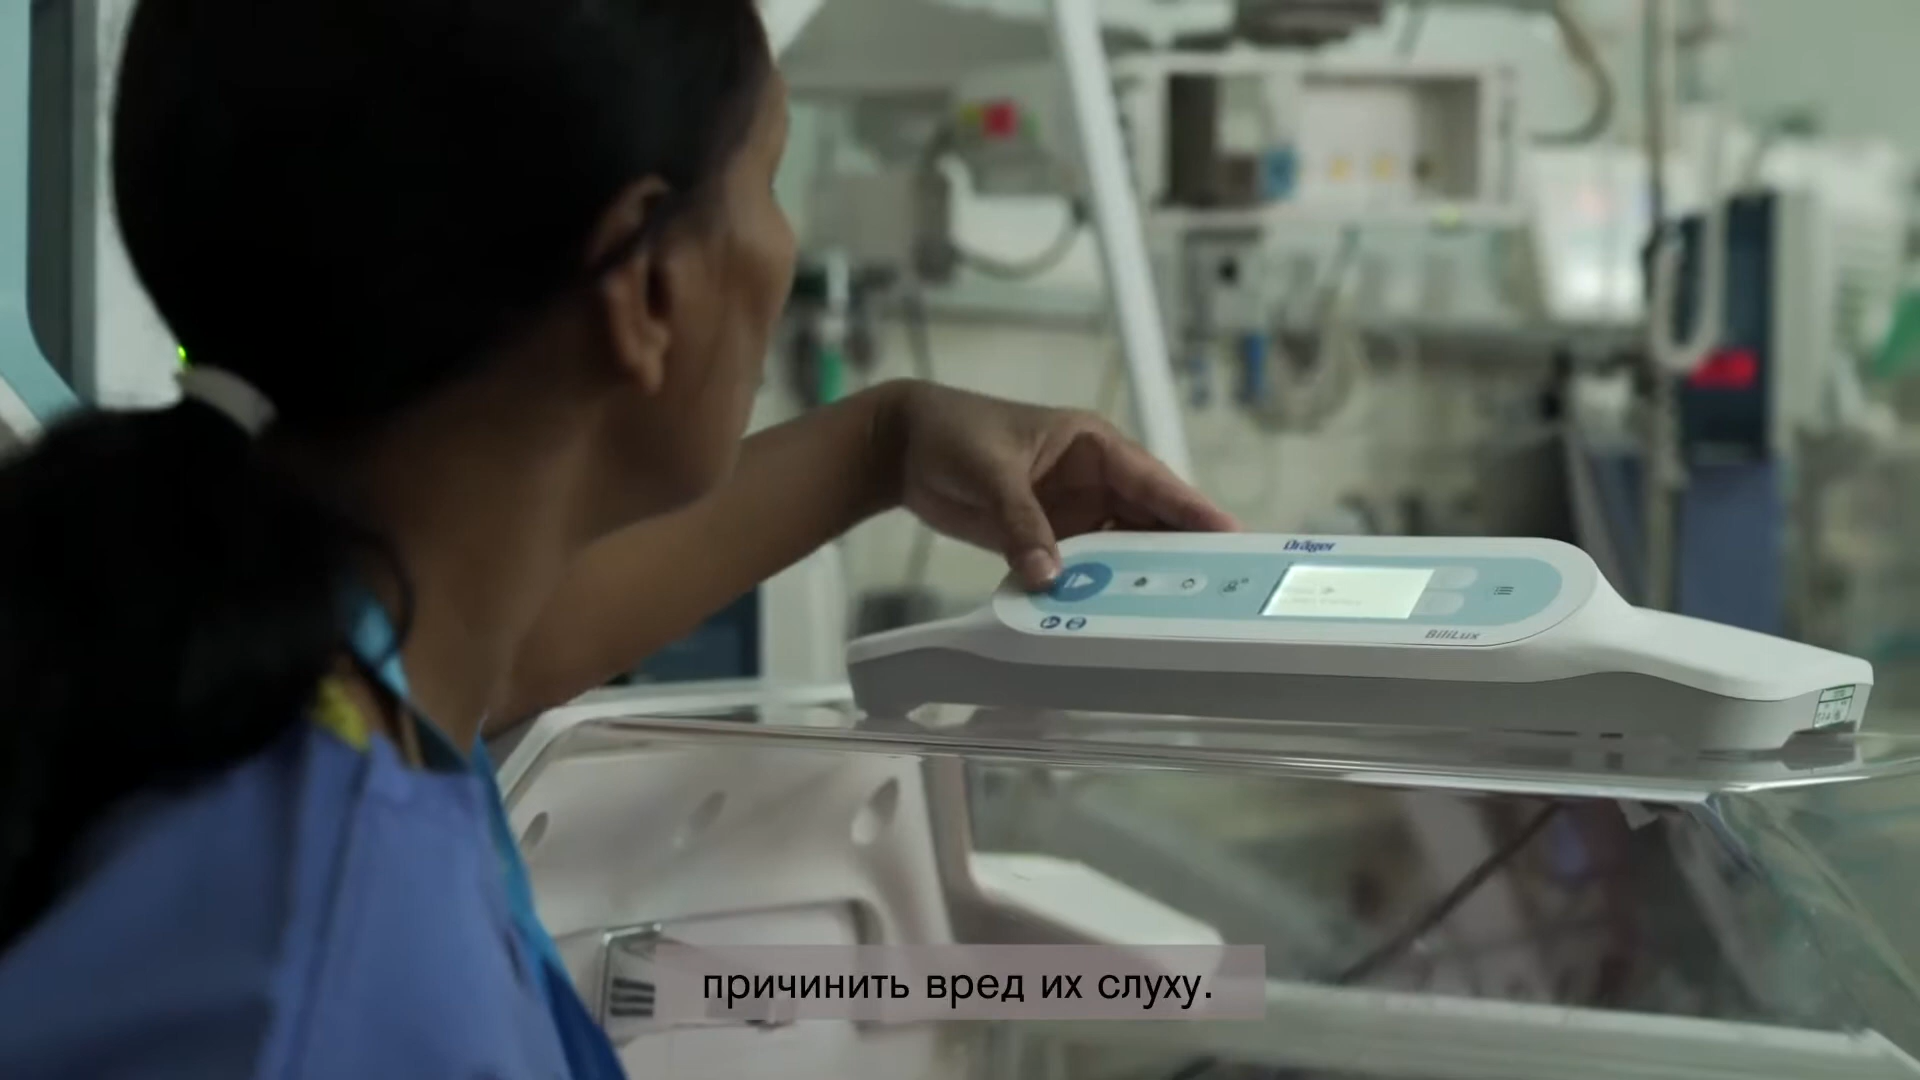 Dräger
BiliLux
причинить вред их слуху.